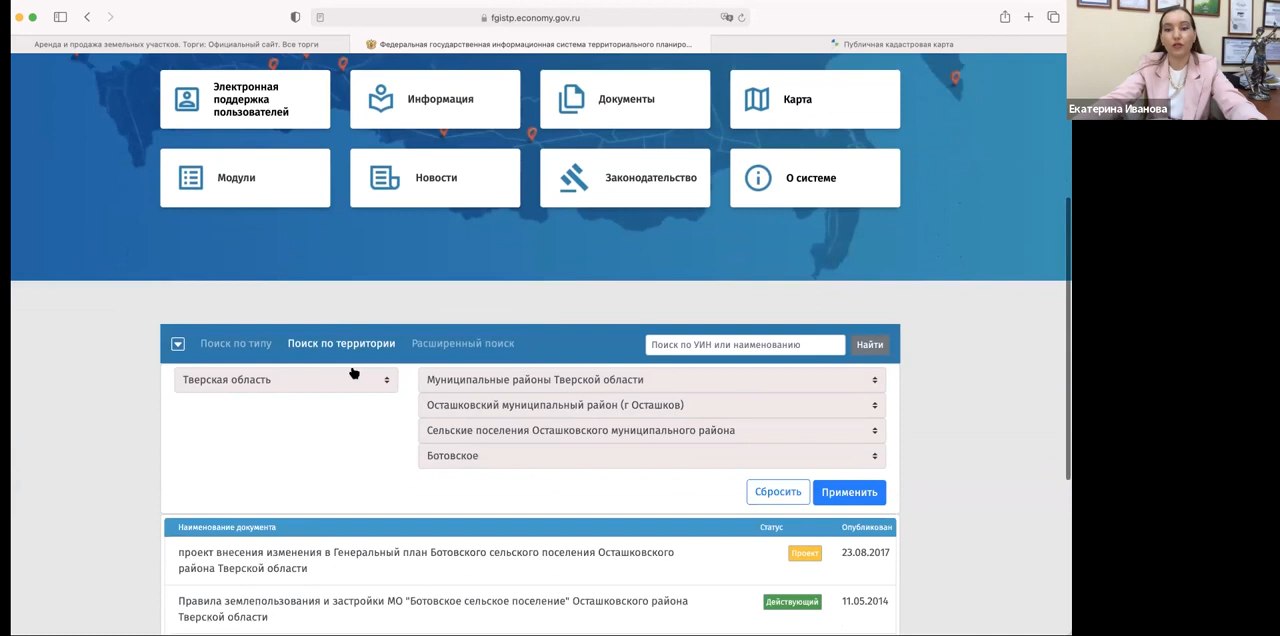 fgistp.economy.gov.ru
Аренда и продажа земельных участков. Торги: Официальный сайт. Все торги
Федеральная государственная информационная система территориального планиро...
Публичная кадастровая карта
Екатерина Иванова
Электронная
поддержка
пользователей
Информация
Документы
Карта
Модули
Новости
Законодательство
О системе
Поиск по типу
Поиск по территории
Расширенный поиск
Поиск по УИН или наименованию
Найти
Тверская область
Муниципальные районы Тверской области
Осташковский муниципальный район (г Осташков)
Сельские поселения Осташковского муниципального района
Ботовское
Сбросить
Применить
Наименование документа
Статус
Опубликован
проект внесения изменения в Генеральный план Ботовского сельского поселения Осташковского
района Тверской области
Проект
23.08.2017
Правила землепользования и застройки МО "Ботовское сельское поселение" Осташковского района
Тверской области
Действующий
11.05.2014